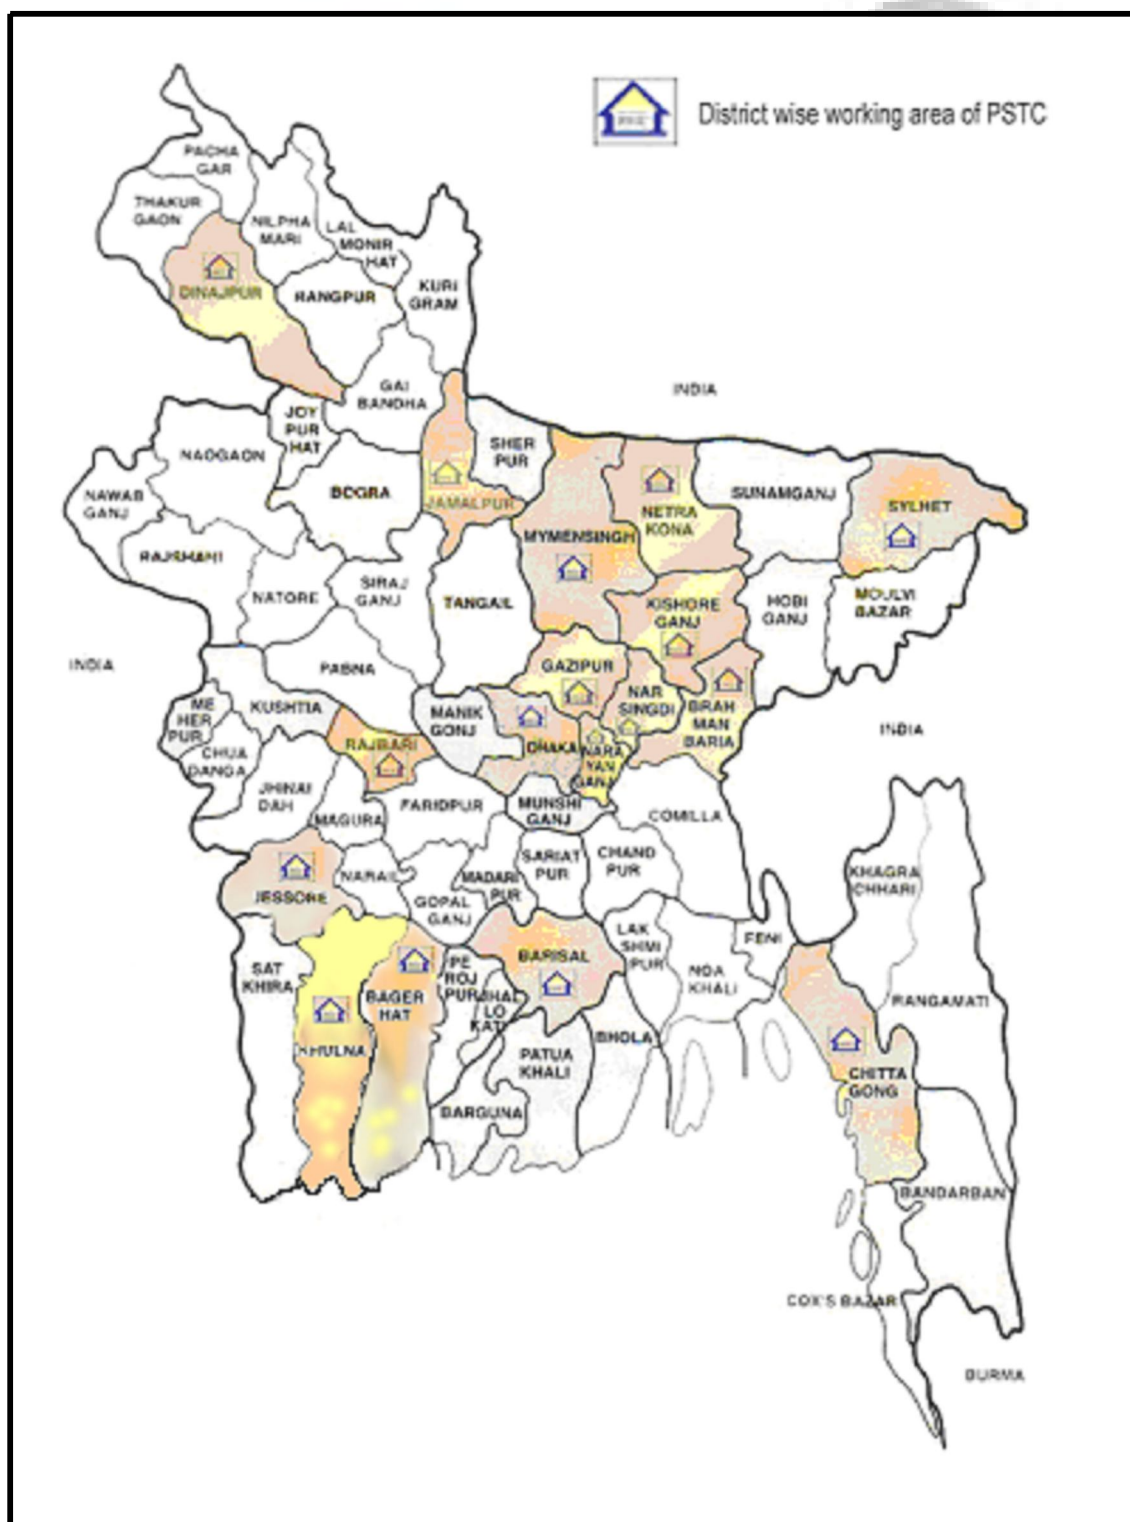 District wise working area of PSTC
PACHA
GAR
THAKUR
GAON
NILPHA
MARI
LAL
MONIR
HAT
KURI
GRAM
DINAJPUR
RANGPUR
INDIA
GAI
BANDHA
JOY
PUR
HAT
SHER
PUR
NAOGAON
BOGRA
JAMALPUR
NAWAB
GANJ
NETRA
KONA
SUNAMGANJ
SYLHET
MYMENSINGH
RAJSHAHI
NATORE
SIRAJ
GANJ
TANGAIL
KISHORE
GANJ
HOBI
GANJ
MOULVI
BAZAR
INDIA
PABNA
GAZIPUR
NAR
SINGDI
BRAH
MAN
BARIA
INDIA
ME
HER
PUR
KUSHTIA
MANIK
GONJ
CHUA
DANGA
RAJBARI
DHAKA
NARA
YAN
GANJ
JHINAI
DAH
MAGURA
FARIDPUR
MUNSHI
GANJ
COMILLA
JESSORE
NARAIL
GOPAL
GANJ
MADARI
PUR
SARIAT
PUR
CHAND
PUR
KHAGRA
CHHARI
SAT
KHIRA
BAGER
HAT
PE
ROJ
PUR
JHAL
LO
KATI
BARISAL
LAK
SHMI
PUR
NOA
KHALI
FENI
RANGAMATI
KHULNA
PATUA
KHALI
BHOLA
CHITTA
GONG
BARGUNA
BANDARBAN
COX'S BAZAR
BURMA